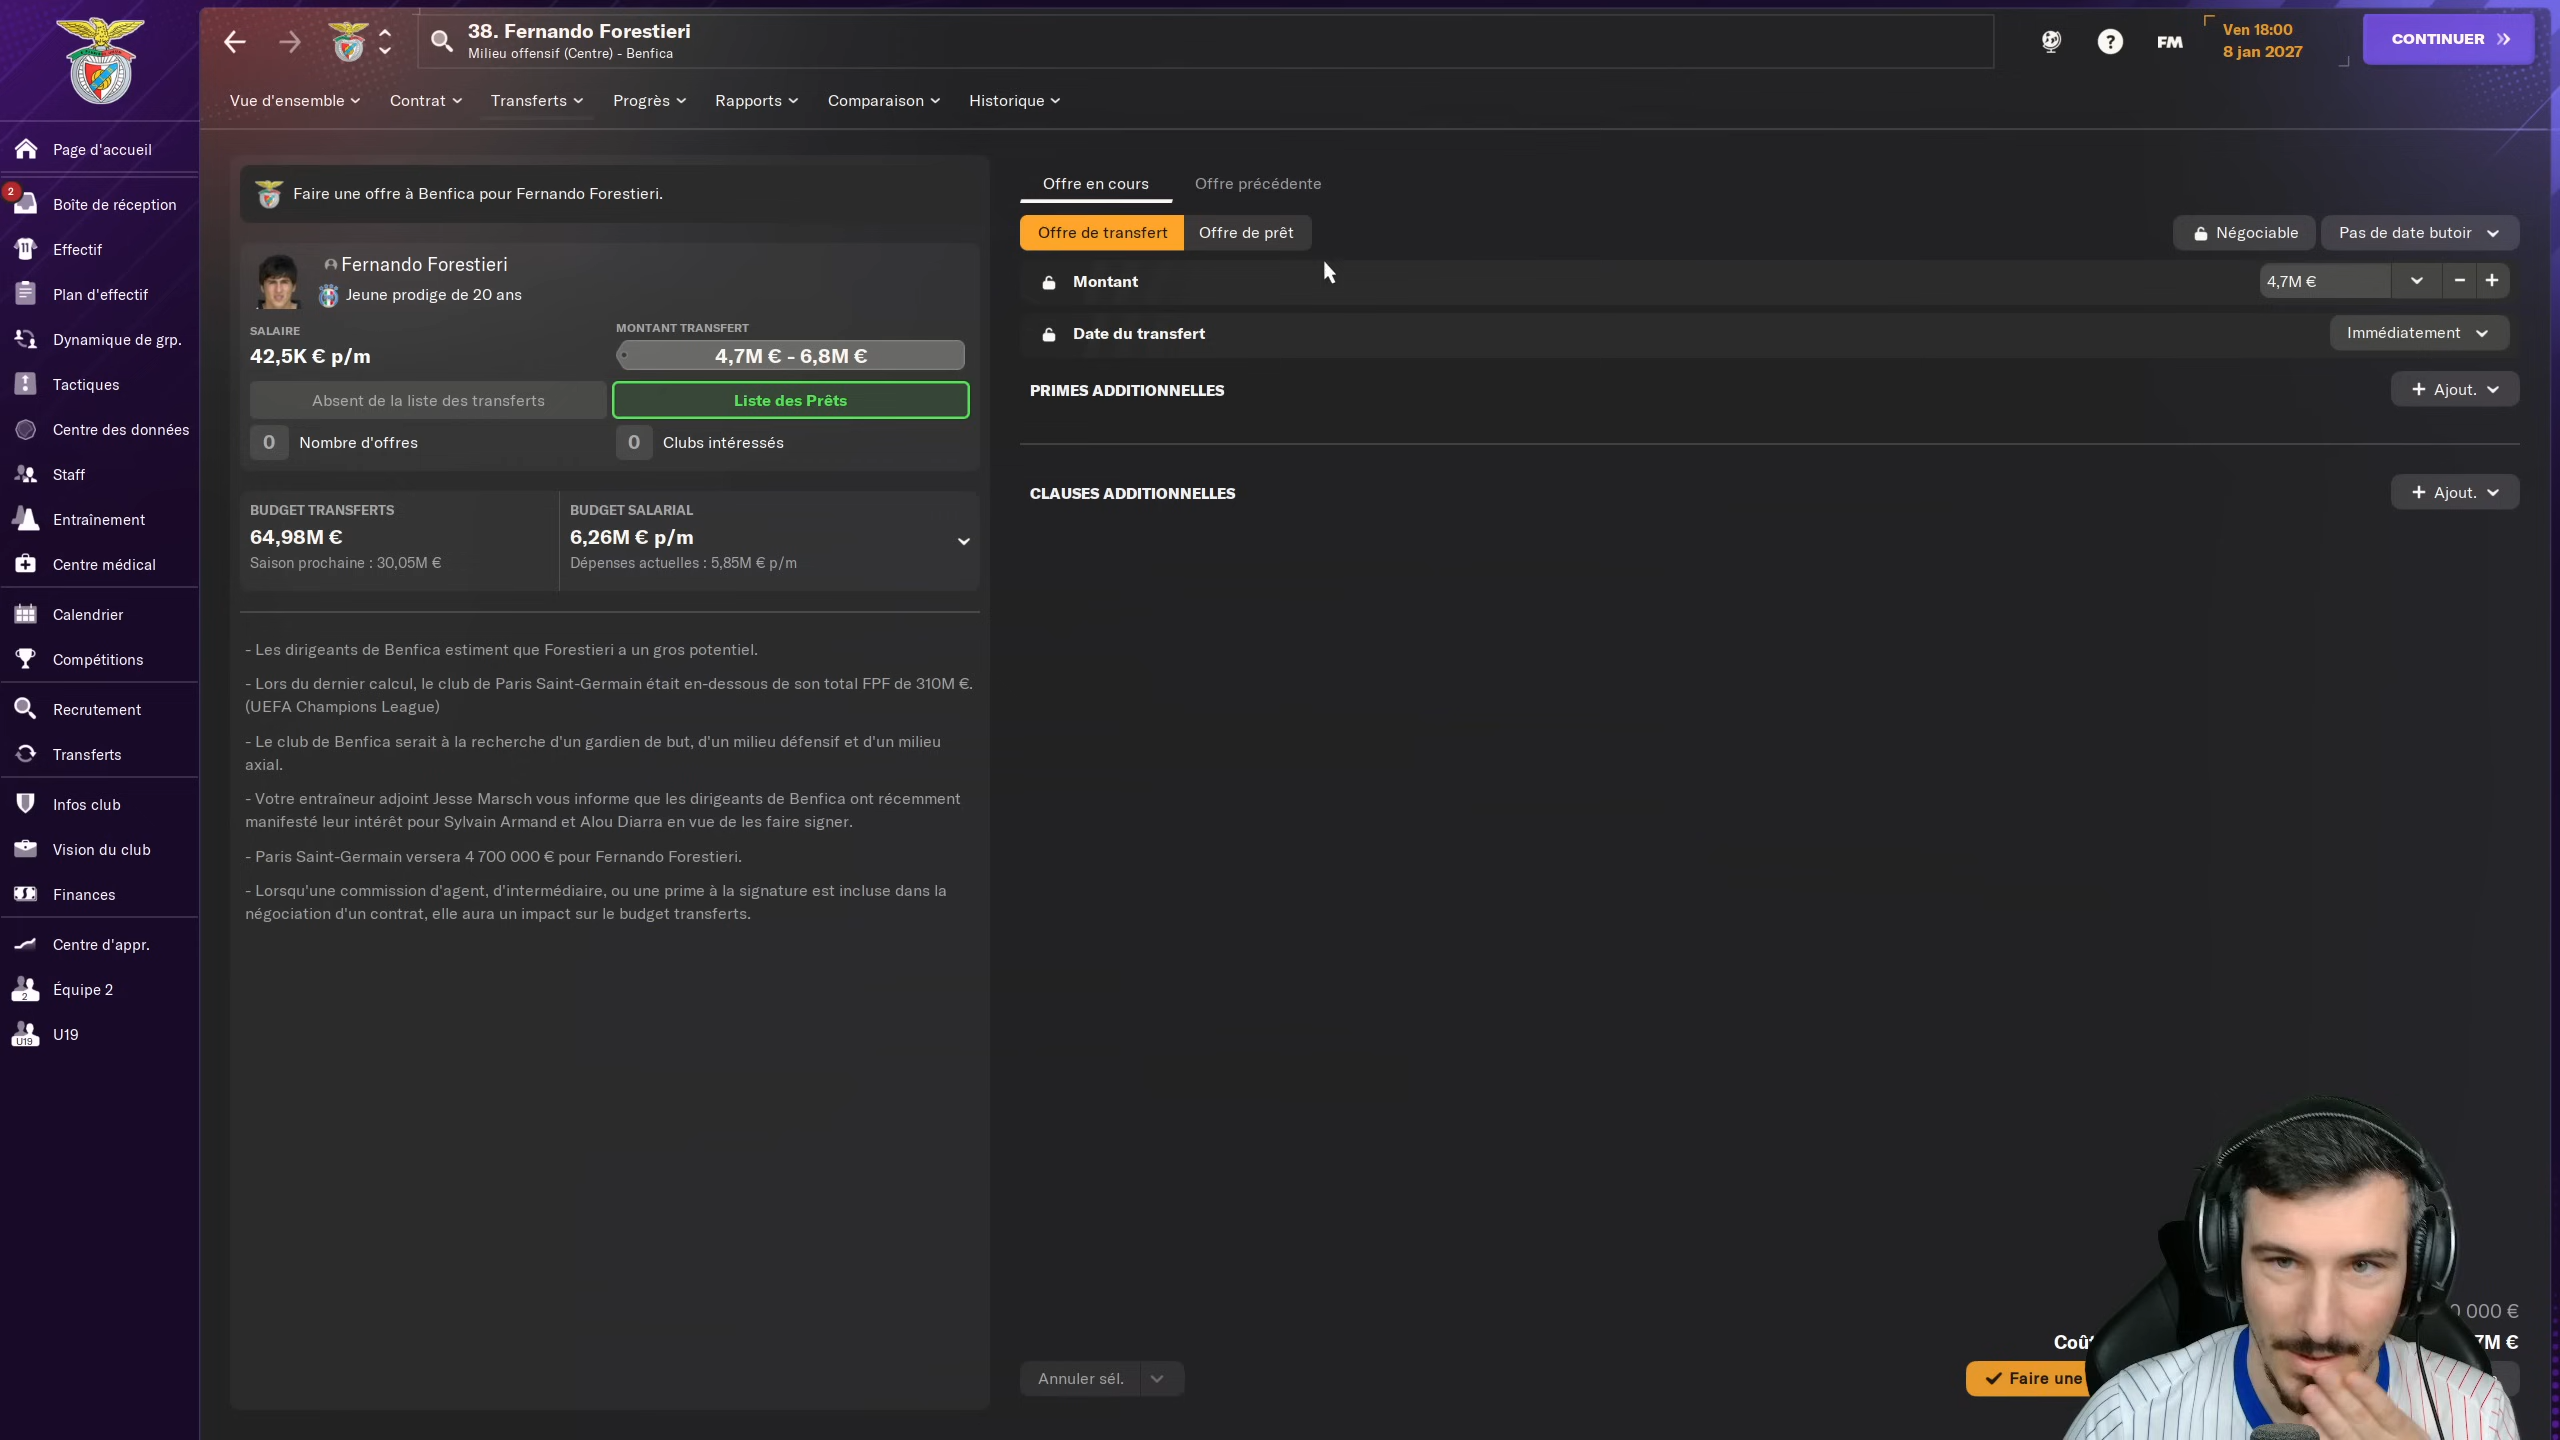 38. Fernando Forestieri
Milieu offensif (Centre) - Benfica
FM
Ven 18:00
8 jan 2027
CONTINUER
Vue d'ensemble
Contrat
Transferts
Progrès
Rapports
Comparaison
Historique
Page d'accueil
2
Boîte de réception
Effectif
Plan d'effectif
Dynamique de grp.
Tactiques
Centre des données
Staff
Entraînement
Centre médical
Calendrier
Compétitions
Recrutement
Transferts
Infos club
Vision du club
Finances
Centre d'appr.
2
Équipe 2
U19
U19
Faire une offre à Benfica pour Fernando Forestieri.
Fernando Forestieri
Jeune prodige de 20 ans
SALAIRE
42,5K € p/m
MONTANT TRANSFERT
4,7M € - 6,8M €
Absent de la liste des transferts
Liste des Prêts
0 Nombre d'offres
0 Clubs intéressés
BUDGET TRANSFERTS
64,98M €
Saison prochaine : 30,05M €
BUDGET SALARIAL
6,26M € p/m
Dépenses actuelles : 5,85M € p/m
- Les dirigeants de Benfica estiment que Forestieri a un gros potentiel.
- Lors du dernier calcul, le club de Paris Saint-Germain était en-dessous de son total FPF de 310M €.
(UEFA Champions League)
- Le club de Benfica serait à la recherche d'un gardien de but, d'un milieu défensif et d'un milieu
axial.
- Votre entraîneur adjoint Jesse Marsch vous informe que les dirigeants de Benfica ont récemment
manifesté leur intérêt pour Sylvain Armand et Alou Diarra en vue de les faire signer.
- Paris Saint-Germain versera 4 700 000 € pour Fernando Forestieri.
- Lorsqu'une commission d'agent, d'intermédiaire, ou une prime à la signature est incluse dans la
négociation d'un contrat, elle aura un impact sur le budget transferts.
Offre en cours
Offre précédente
Offre de transfert
Offre de prêt
Négociable
Pas de date butoir
Montant
4,7M €
Date du transfert
Immédiatement
PRIMES ADDITIONNELLES
+ Ajout.
CLAUSES ADDITIONNELLES
+ Ajout.
0 000 €
Coût
7M €
Annuler sél.
Faire une